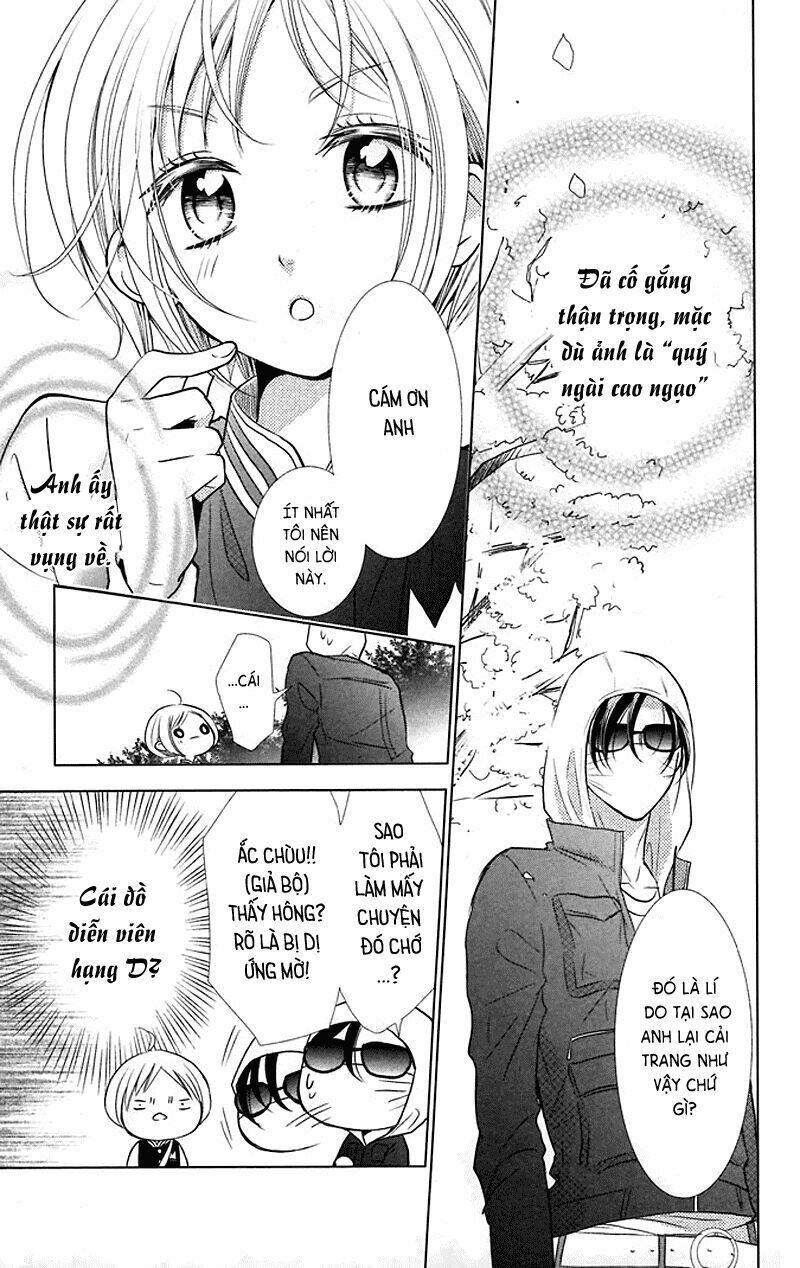 Đã cố gắng
thận trọng, mặc
dù ảnh là “quý
ngài cao ngạo”
Đó là lí
do tại sao
anh lại cải
trang như
vậy chứ
gì?
Cám ơn
anh
Ít nhất
tôi nên
nói lời
này.
Anh ấy
thật sự rất
vụng về.
...Cái
...
Sao
tôi phải
làm mấy
chuyện
đó chớ
...?
Ắc chùu!!
(Giả bộ)
Thấy hông?
Rõ là bị dị
ứng mờ!
Cái đồ
diễn viên
hạng D?